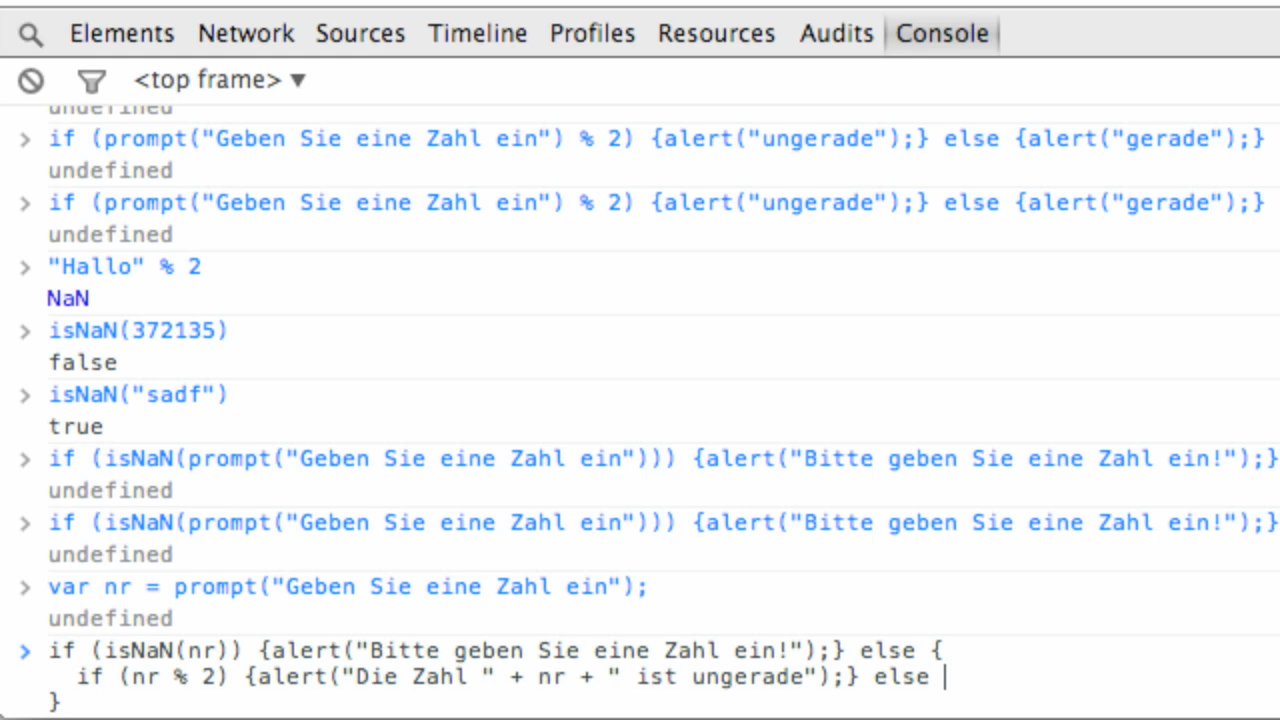 Elements Network Sources Timeline Profiles Resources Audits Console
<top frame> ▼
undefined
> if (prompt("Geben Sie eine Zahl ein") % 2) {alert("ungerade");} else {alert("gerade");}
undefined
> if (prompt("Geben Sie eine Zahl ein") % 2) {alert("ungerade");} else {alert("gerade");}
undefined
> "Hallo" % 2
NaN
> isNaN(372135)
false
> isNaN("sadf")
true
> if (isNaN(prompt("Geben Sie eine Zahl ein"))) {alert("Bitte geben Sie eine Zahl ein!");}
undefined
> if (isNaN(prompt("Geben Sie eine Zahl ein"))) {alert("Bitte geben Sie eine Zahl ein!");}
undefined
> var nr = prompt("Geben Sie eine Zahl ein");
undefined
> if (isNaN(nr)) {alert("Bitte geben Sie eine Zahl ein!");} else {
if (nr % 2) {alert("Die Zahl " + nr + " ist ungerade");} else
}